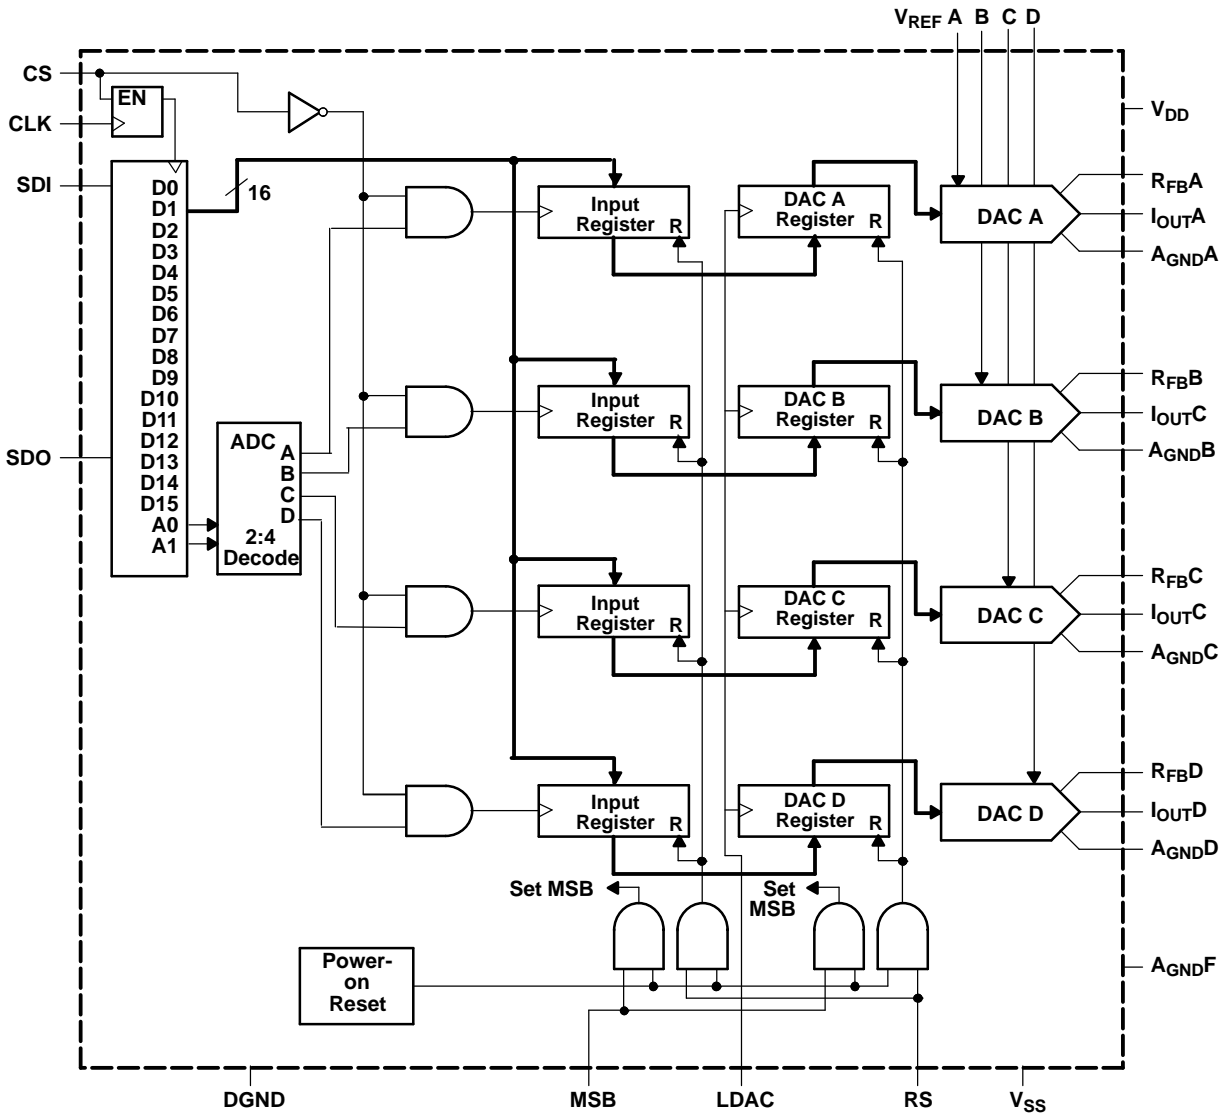 VREF A B C D
CS
EN
CLK
VDD
SDI
D0
D1
D2
D3
D4
D5
D6
D7
D8
D9
D10
D11
D12
D13
D14
D15
A0
A1
16
SDO
ADC
A
B
C
D
2:4
Decode
Input
Register
R
DAC A
Register
R
DAC A
RFBA
IOUTA
AGNDA
Input
Register
R
DAC B
Register
R
DAC B
RFBB
IOUTC
AGNDB
Input
Register
R
DAC C
Register
R
DAC C
RFBC
IOUTC
AGNDC
Input
Register
R
DAC D
Register
R
DAC D
RFBD
IOUTD
AGNDD
Set MSB
Set
MSB
Power-
on
Reset
AGNDF
DGND
MSB
LDAC
RS
VSS